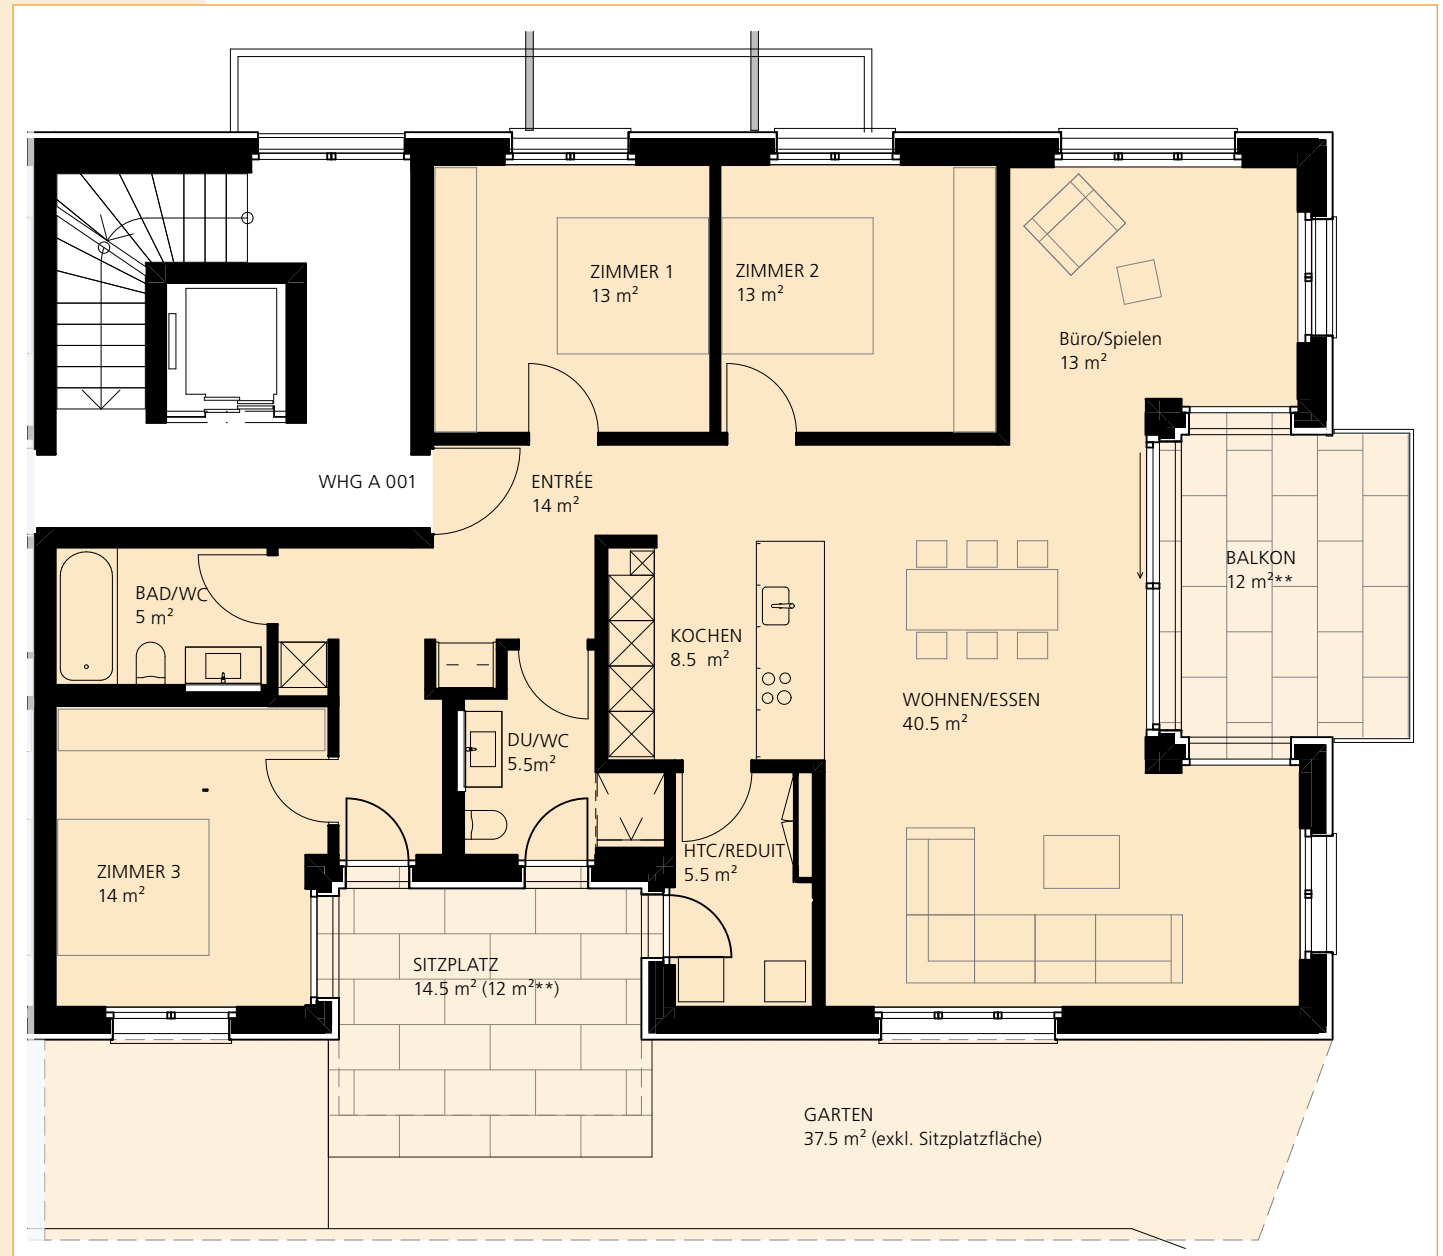 ZIMMER 1
13 m²
ZIMMER 2
13 m²
Büro/Spielen
13 m²
WHG A 001
ENTRÉE
14 m²
BALKON
12 m²**
BAD/WC
5 m²
KOCHEN
8.5 m²
WOHNEN/ESSEN
40.5 m²
DU/WC
5.5m²
HTC/REDUIT
5.5 m²
ZIMMER 3
14 m²
SITZPLATZ
14.5 m² (12 m²**)
GARTEN
37.5 m² (exkl. Sitzplatzfläche)